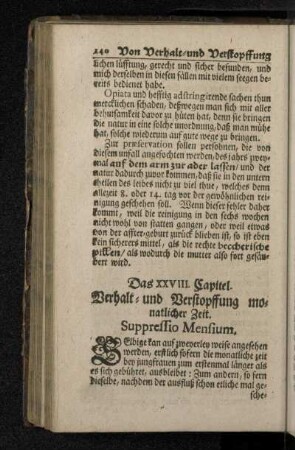 240 Von Verhalt-und Verstopffung
lichen lüfftung, gerecht und sicher befunden, und
mich derselben in diesen fällen mit vielem seegen be-
reits bedienet habe.
Opiata und hefftig adstringirende sachen thun
mercklichen schaden, deßwegen man sich mit aller
behutsamkeit davor zu hüten hat, denn sie bringen
die natur in eine solche unordnung, daß man mühe
hat, solche wiederum auf gute wege zu bringen.
Zur præservation sollen personen, die von
diesem unfall angefochten werden, des jahrs zwey-
mal auf dem arm zur ader lassen, und der
natur dadurch zuvor kommen, daß sie in den untern
theilen des leibes nicht zu viel thue, welches denn
allezeit 8. oder 14. tag vor der gewöhnlichen rei-
nigung geschehen soll. Wenn dieser fehler daher
kommt, weil die reinigung in den sechs wochen
nicht wohl von statten gangen, oder weil etwas
von der affter-geburt zurück blieben ist, so ist eben
kein sicherers mittel, als die rechte beccherische
pillen / als wodurch die mutter also fort gesäu-
bert wird.
Das XXVIII. Capitel.
Verhalt- und Verstopffung mo-
natlicher Zeit.
Suppressio Mensium.
SElbige kan auf zweyerley weise angesehen
werden, erstlich sofern die monatliche zeit
bey jungfrauen zum erstenmal länger als
es sich gebühret, ausbleibet: Zum andern, so fern
dieselbe, nachdem der ausfluß schon etliche mal ge-
sche-